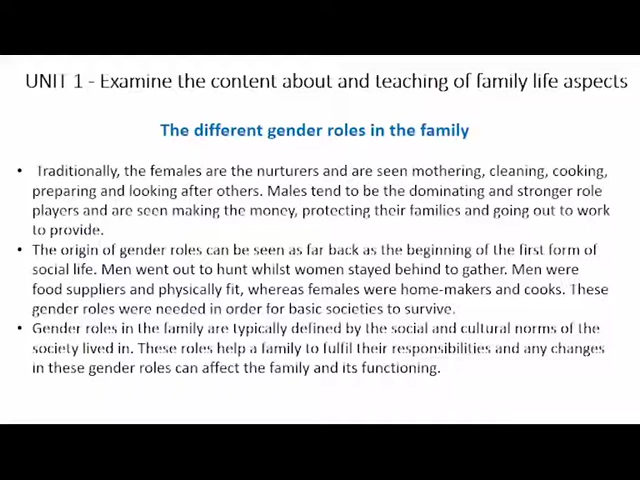 UNIT 1 - Examine the content about and teaching of family life aspects
The different gender roles in the family
• Traditionally, the females are the nurturers and are seen mothering, cleaning, cooking,
preparing and looking after others. Males tend to be the dominating and stronger role
players and are seen making the money, protecting their families and going out to work
to provide.
• The origin of gender roles can be seen as far back as the beginning of the first form of
social life. Men went out to hunt whilst women stayed behind to gather. Men were
food suppliers and physically fit, whereas females were home-makers and cooks. These
gender roles were needed in order for basic societies to survive.
• Gender roles in the family are typically defined by the social and cultural norms of the
society lived in. These roles help a family to fulfil their responsibilities and any changes
in these gender roles can affect the family and its functioning.